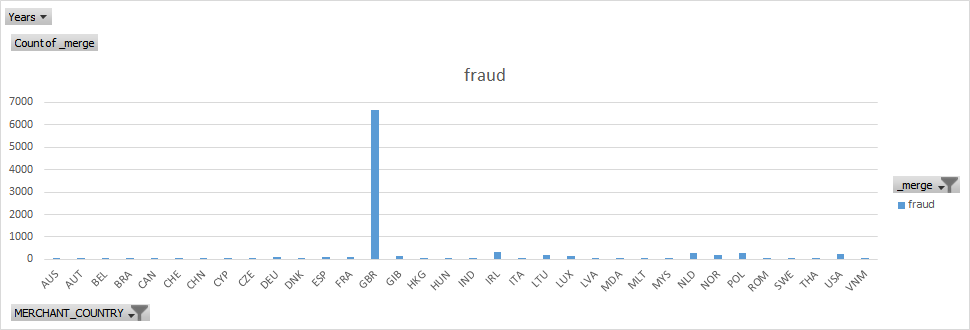 Years
Count of _merge
fraud
7000
6000
5000
4000
3000
2000
1000
0
AUS AUT BEL BRA CAN CHE CHN CYP CZE DEU DNK ESP FRA GBR GIB HKG HUN IND IRL ITA LTU LUX LVA MDA MLT MYS NLD NOR POL ROM SWE THA USA VNM
_merge
fraud
MERCHANT_COUNTRY